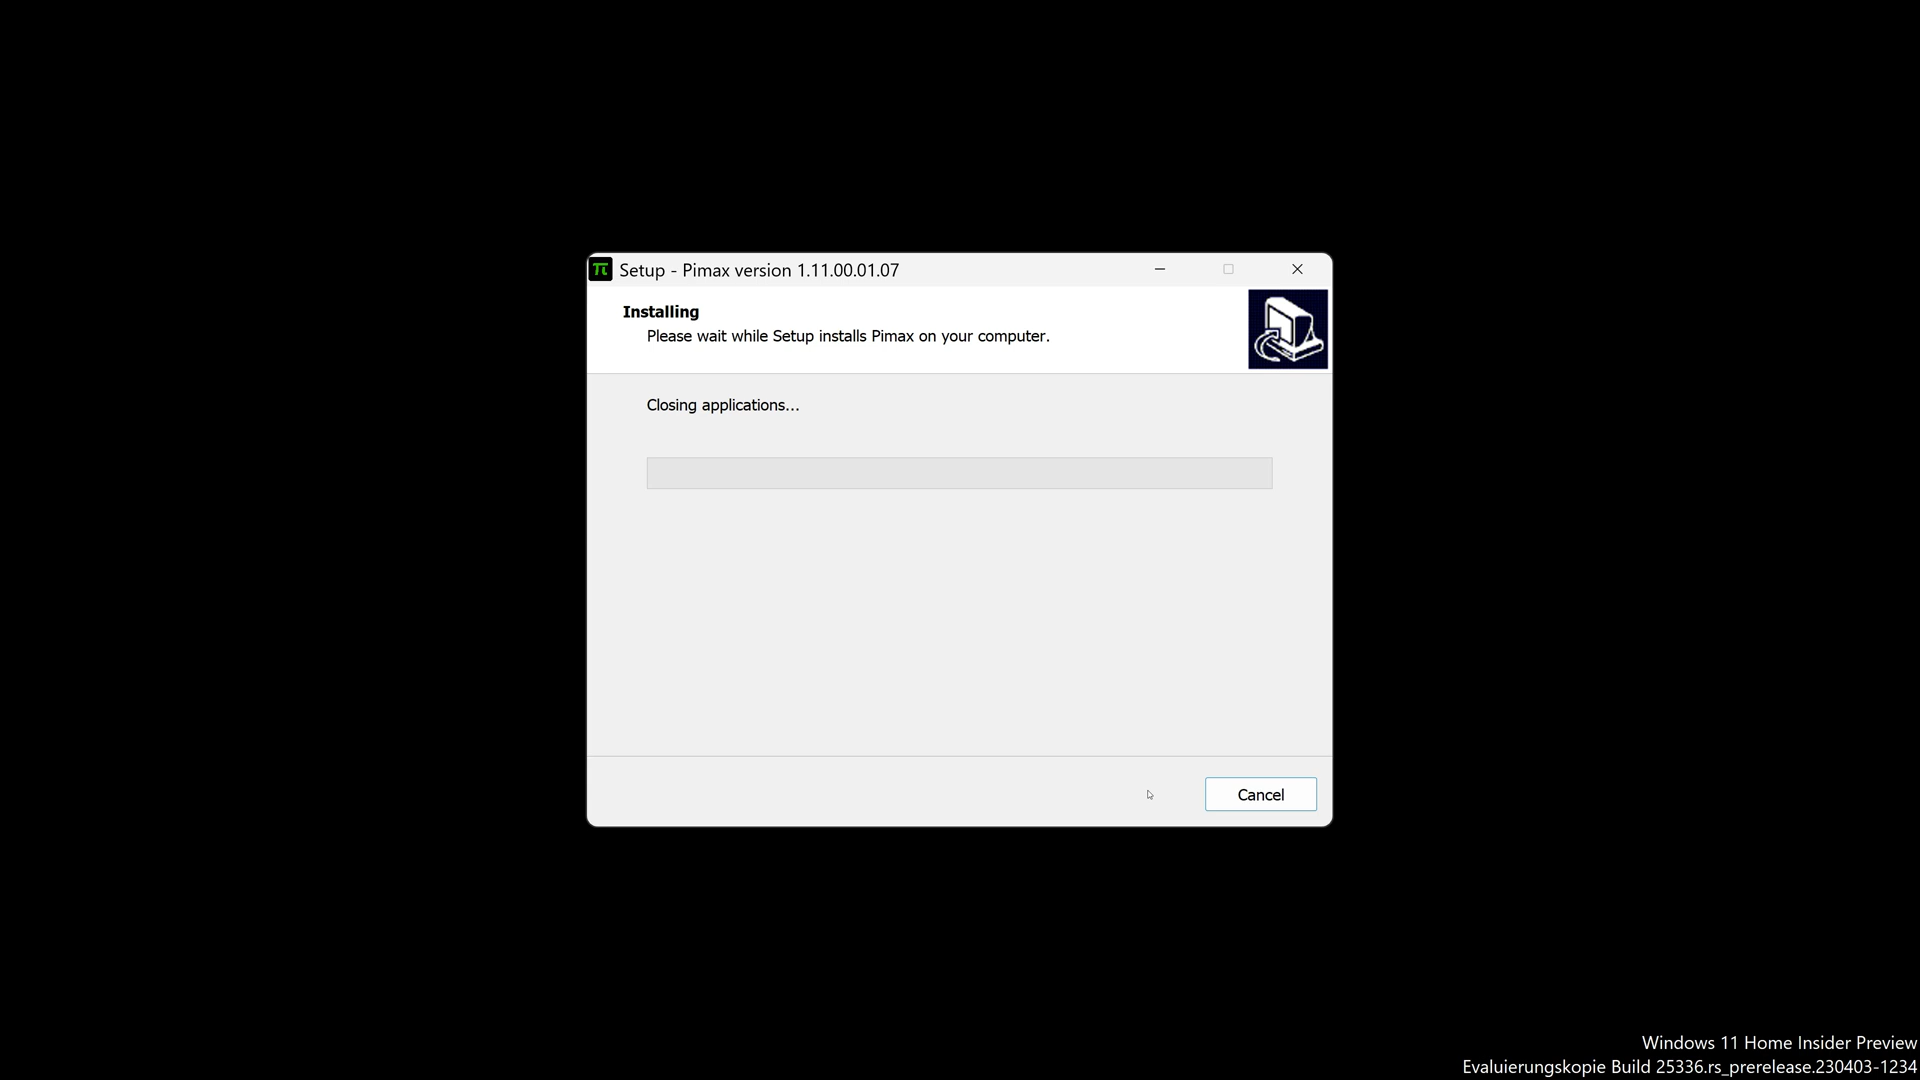 Setup - Pimax version 1.11.00.01.07
Installing
Please wait while Setup installs Pimax on your computer.
Closing applications...
Cancel
Windows 11 Home Insider Preview
Evaluierungskopie Build 25336.rs_prerelease.230403-1234